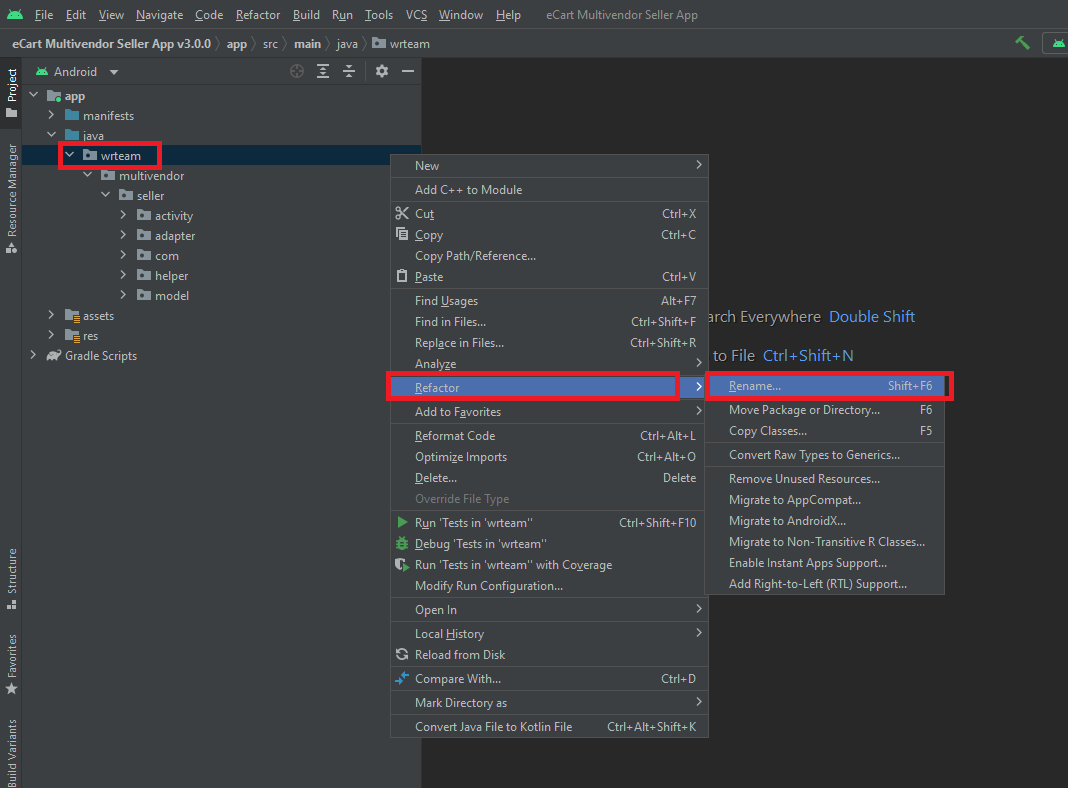 File Edit View Navigate Code Refactor Build Run Tools VCS Window Help eCart Multivendor Seller App
eCart Multivendor Seller App v3.0.0 app src main java wrteam
Project
Resource Manager
Structure
Favorites
Build Variants
Android
app
manifests
java
wrteam
multivendor
seller
activity
adapter
com
helper
model
assets
res
Gradle Scripts
New
Add C++ to Module
Cut Ctrl+X
Copy Ctrl+C
Copy Path/Reference...
Paste Ctrl+V
Find Usages Alt+F7
Find in Files... Ctrl+Shift+F
Replace in Files... Ctrl+Shift+R
Analyze
Refactor
Add to Favorites
Reformat Code Ctrl+Alt+L
Optimize Imports Ctrl+Alt+O
Delete... Delete
Override File Type
Run 'Tests in 'wrteam'' Ctrl+Shift+F10
Debug 'Tests in 'wrteam''
Run 'Tests in 'wrteam'' with Coverage
Modify Run Configuration...
Open In
Local History
Reload from Disk
Compare With... Ctrl+D
Mark Directory as
Convert Java File to Kotlin File Ctrl+Alt+Shift+K
arch Everywhere Double Shift
to File Ctrl+Shift+N
Rename... Shift+F6
Move Package or Directory... F6
Copy Classes... F5
Convert Raw Types to Generics...
Remove Unused Resources...
Migrate to AppCompat...
Migrate to AndroidX...
Migrate to Non-Transitive R Classes...
Enable Instant Apps Support...
Add Right-to-Left (RTL) Support...